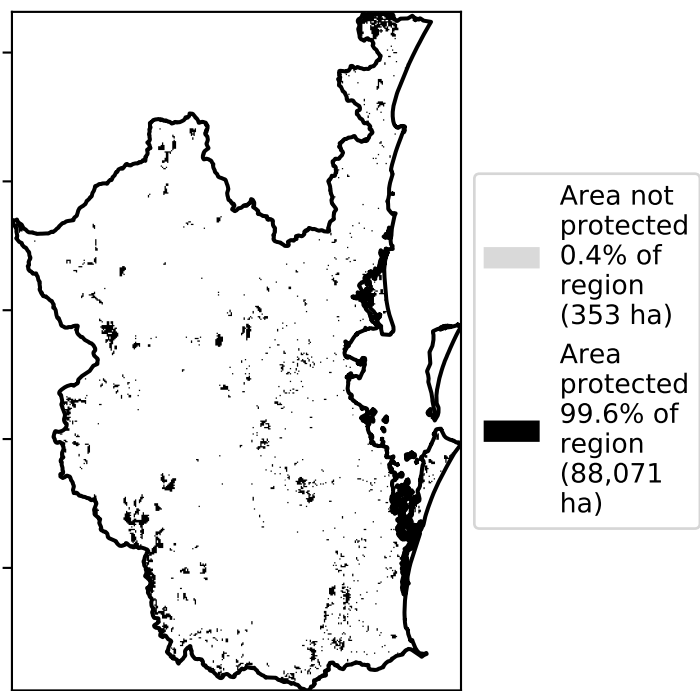 Area not
protected
0.4% of
region
(353 ha)
Area
protected
99.6% of
region
(88,071
ha)